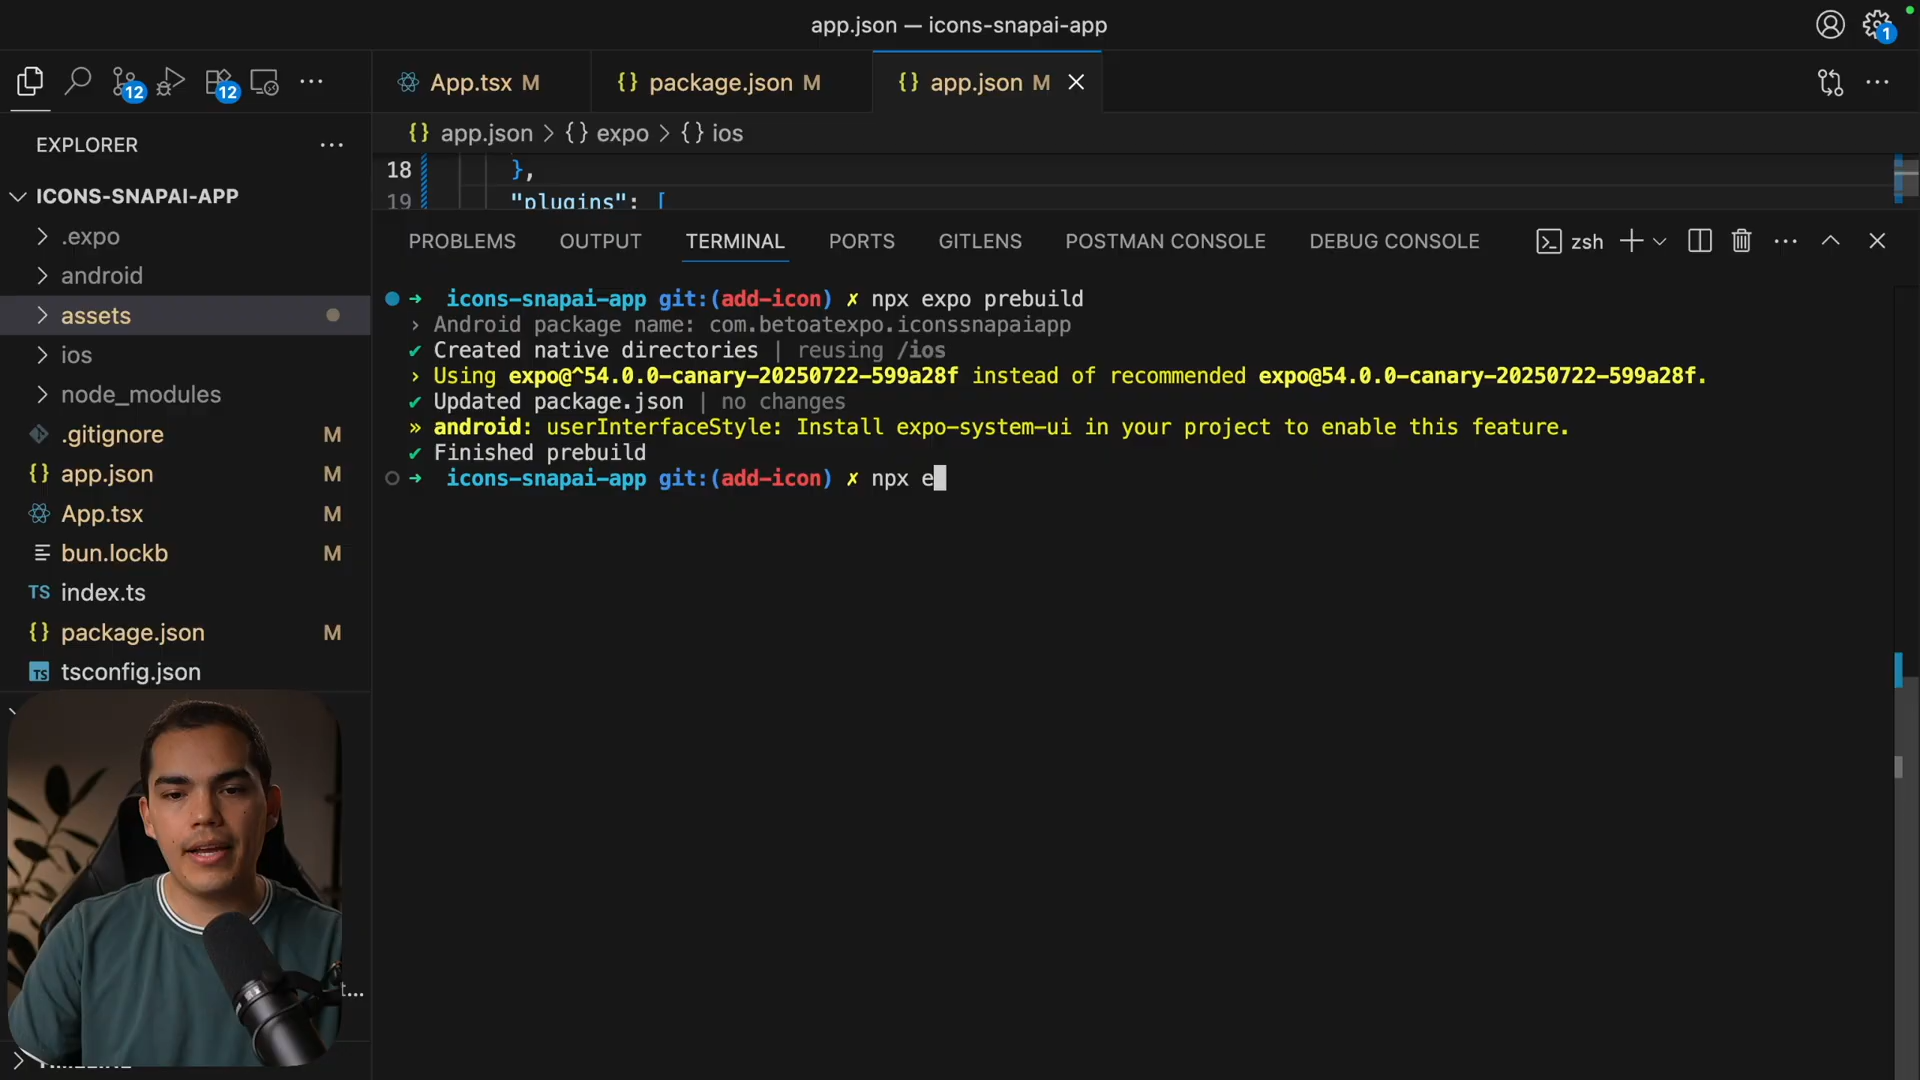 app.json — icons-snapai-app
1
12
12
App.tsx M
package.json M
app.json M
EXPLORER
app.json > {} expo > {} ios
ICONS-SNAPAI-APP
.expo
android
assets
ios
node_modules
.gitignore M
app.json M
App.tsx M
bun.lockb M
TS index.ts
package.json M
TS tsconfig.json
18 },
19 "plugins": [
PROBLEMS OUTPUT TERMINAL PORTS GITLENS POSTMAN CONSOLE DEBUG CONSOLE zsh
➜ icons-snapai-app git:(add-icon) ✗ npx expo prebuild
› Android package name: com.betoatexpo.iconssnapaiapp
✔ Created native directories | reusing /ios
› Using expo@^54.0.0-canary-20250722-599a28f instead of recommended expo@54.0.0-canary-20250722-599a28f.
✔ Updated package.json | no changes
» android: userInterfaceStyle: Install expo-system-ui in your project to enable this feature.
✔ Finished prebuild
➜ icons-snapai-app git:(add-icon) ✗ npx e
t...